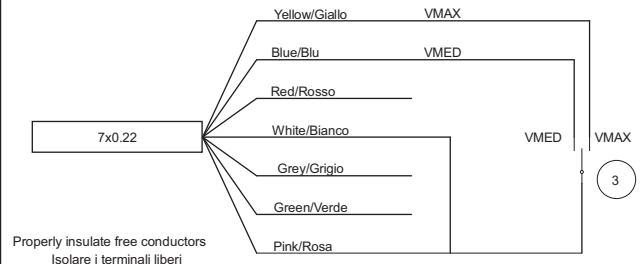 Yellow/Giallo VMAX
Blue/Blu VMED
Red/Rosso
White/Bianco
7x0.22
VMED VMAX
Grey/Grigio
3
Green/Verde
Pink/Rosa
Properly insulate free conductors
Isolare i terminali liberi